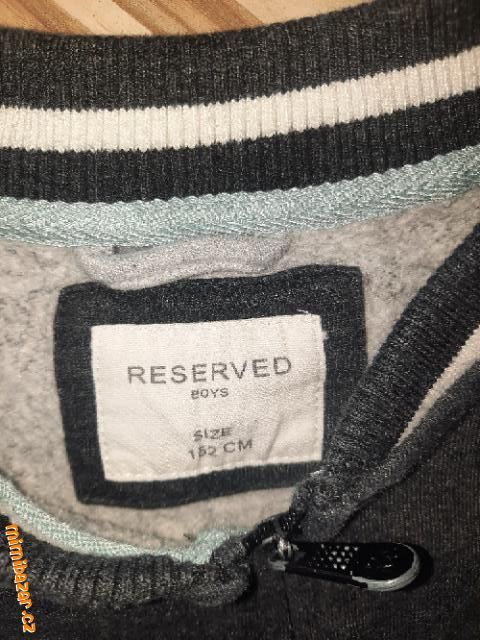 RESERVED
BOYS
SIZE
152 CM
mimibazar.cz